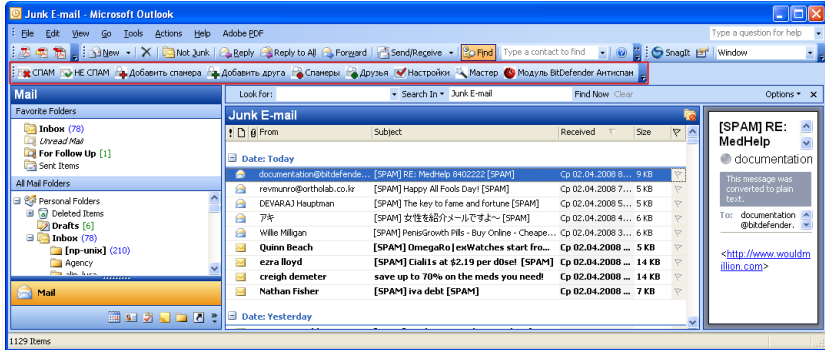 Junk E-mail - Microsoft Outlook
File Edit View Go Tools Actions Help Adobe PDF Type a question for help
New Not Junk Reply Reply to All Forward Send/Receive Find Type a contact to find SnagIt Window
СПАМ НЕ СПАМ Добавить спамера Добавить друга Спамеры Друзья Настройки Мастер Модуль BitDefender Антиспам
Mail
Look for: Search In Junk E-mail Find Now Clear Options
Favorite Folders
Inbox (78)
Unread Mail
For Follow Up [1]
Sent Items
All Mail Folders
Personal Folders
Deleted Items
Drafts [6]
Inbox (78)
[np-unix] (210)
Agency
Mail
Junk E-mail
From Subject Received Size
Date: Today
documentation@bitdefende... [SPAM] RE: MedHelp 8402222 [SPAM] Ср 02.04.2008 8... 9 KB
revmunro@ortholab.co.kr [SPAM] Happy All Fools Day! [SPAM] Ср 02.04.2008 7... 5 KB
DEVARAJ Hauptman [SPAM] The key to fame and fortune [SPAM] Ср 02.04.2008 5... 6 KB
アキ [SPAM] 女性を紹介メールですよ～ [SPAM] Ср 02.04.2008 4... 6 KB
Willie Milligan [SPAM] PenisGrowth Pills - Buy Online - Cheape... Ср 02.04.2008 3... 6 KB
Quinn Beach [SPAM] OmegaRo|exWatches start fro... Ср 02.04.2008 ... 5 KB
ezra lloyd [SPAM] Ciali1s at $2.19 per d0se! [SPAM] Ср 02.04.2008 ... 14 KB
creigh demeter save up to 70% on the meds you need! Ср 02.04.2008 ... 14 KB
Nathan Fisher [SPAM] iva debt [SPAM] Ср 02.04.2008 ... 7 KB
Date: Yesterday
[SPAM] RE:
MedHelp
documentation
This message was
converted to plain
text.
To: documentation
@bitdefender.
<http://www.wouldm
illion.com>
1129 Items